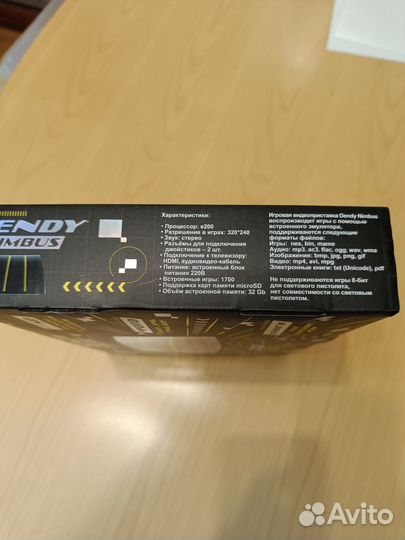 DENDY
NIMBUS
Характеристики:
• Процессор: e200
• Разрешение в играх: 320*240
• Звук: стерео
• Разъёмы для подключения
джойстиков – 2 шт.
• Подключение к телевизору:
HDMI, аудиовидео-кабель
• Питание: встроенный блок
питания 220В
• Встроенные игры: 1700
• Поддержка карт памяти microSD
• Объём встроенной памяти: 32 Gb
Игровая видеоприставка Dendy Nimbus
воспроизводит игры с помощью
встроенного эмулятора,
поддерживаются следующие
форматы файлов:
Игры: nes, bin, mame
Аудио: mp3, ac3, flac, ogg, wav, wma
Изображения: bmp, jpg, png, gif
Видео: mp4, avi, mpg
Электронные книги: txt (Unicode), pdf
Не поддерживаются игры 8-бит
для светового пистолета,
нет совместимости со световым
пистолетом.
Avito